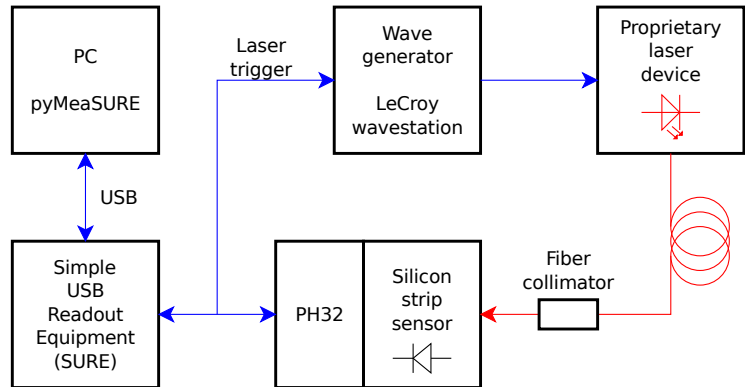 PC
pyMeaSURE
Laser
trigger
Wave
generator
LeCroy
wavestation
Proprietary
laser
device
USB
Simple
USB
Readout
Equipment
(SURE)
PH32
Silicon
strip
sensor
Fiber
collimator